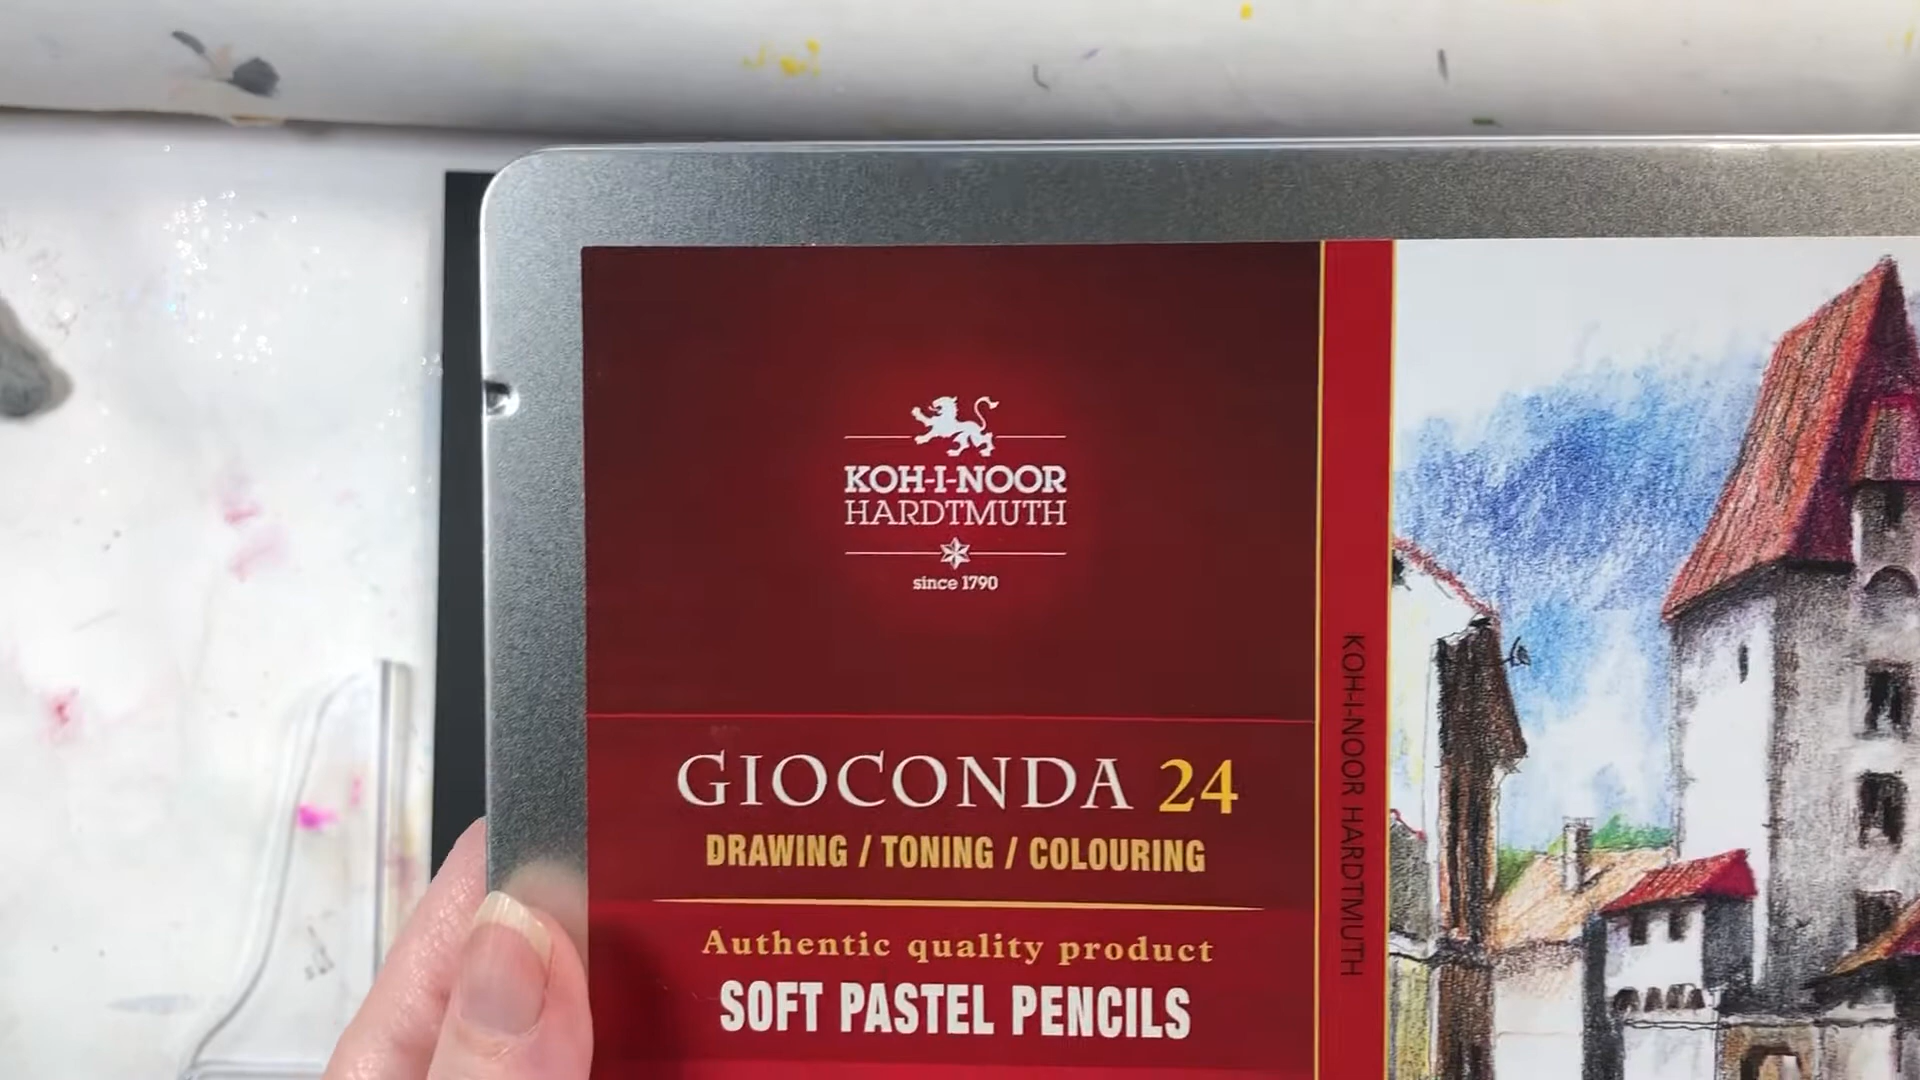 KOH-I-NOOR
HARDTMUTH
since 1790
GIOCONDA 24
DRAWING / TONING / COLOURING
Authentic quality product
SOFT PASTEL PENCILS
KOH-I-NOOR HARDTMUTH